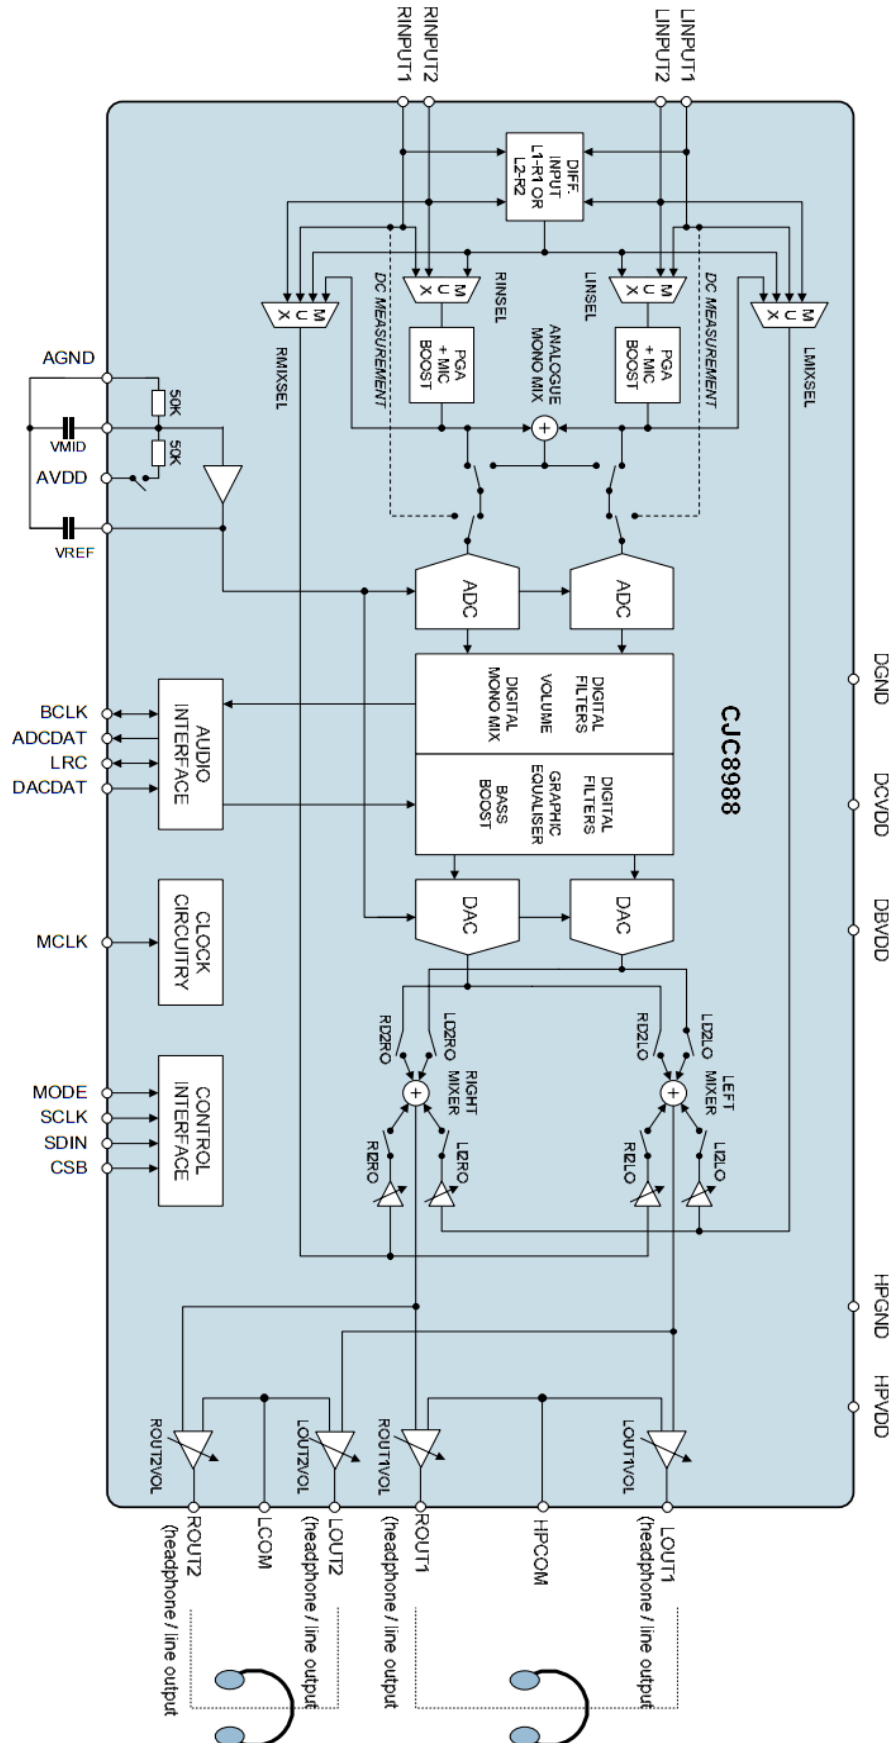 RINPUT1
RINPUT2
LINPUT2
LINPUT1
DIFF.
INPUT
L1-R1 OR
L2-R2
M
U
X
M
U
X
M
U
X
M
U
X
RMIXSEL
DC MEASUREMENT
RINSEL
LINSEL
DC MEASUREMENT
LMIXSEL
PGA
+ MIC
BOOST
ANALOGUE
MONO MIX
PGA
+ MIC
BOOST
+
AGND
50K
VMID
50K
AVDD
VREF
ADC
ADC
DIGITAL
FILTERS
VOLUME
DIGITAL
MONO MIX
DIGITAL
FILTERS
GRAPHIC
EQUALISER
BASS
BOOST
CJC8988
DGND
DCVDD
DBVDD
BCLK
ADCDAT
LRC
DACDAT
AUDIO
INTERFACE
MCLK
CLOCK
CIRCUITRY
DAC
DAC
MODE
SCLK
SDIN
CSB
CONTROL
INTERFACE
RD2RO
LD2RO
RD2LO
LD2LO
+
RIGHT
MIXER
+
LEFT
MIXER
RI2RO
LI2RO
RI2LO
LI2LO
HPGND
HPVDD
ROUT2VOL
LOUT2VOL
ROUT1VOL
LOUT1VOL
ROUT2
(headphone / line output
LCOM
LOUT2
(headphone / line output
ROUT1
(headphone / line output
HPCOM
LOUT1
(headphone / line output